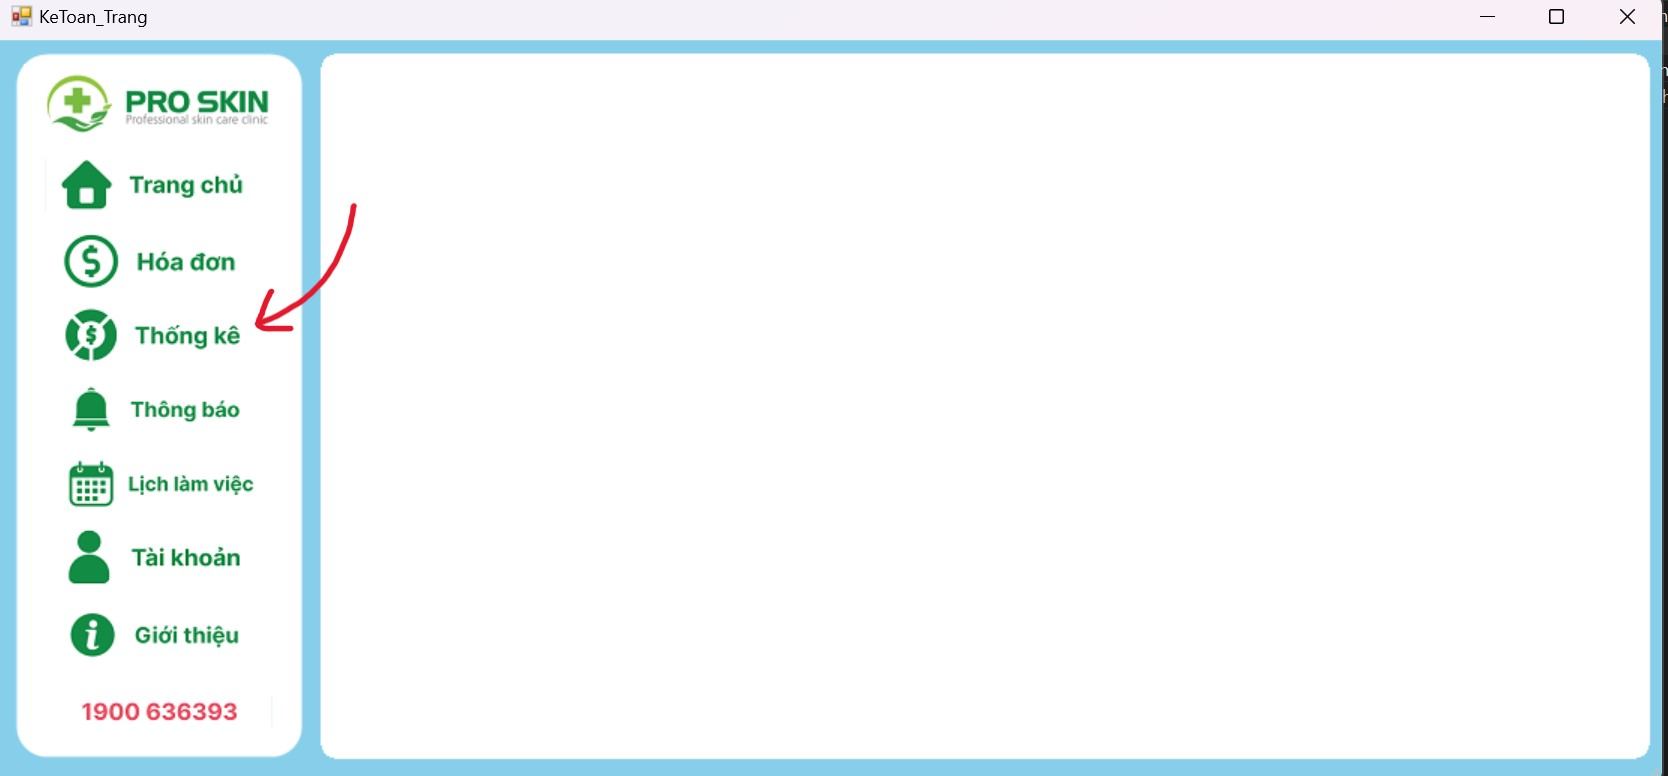 KeToan_Trang
PRO SKIN
Professional skin care clinic
Trang chủ
Hóa đơn
Thống kê
Thông báo
Lịch làm việc
Tài khoản
Giới thiệu
1900 636393